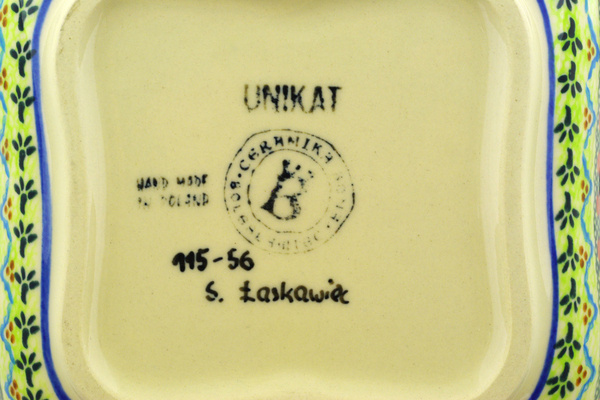 UNIKAT
CERAMIKA
HAND MADE
IN POLAND
115-56
S. Łaskawiec